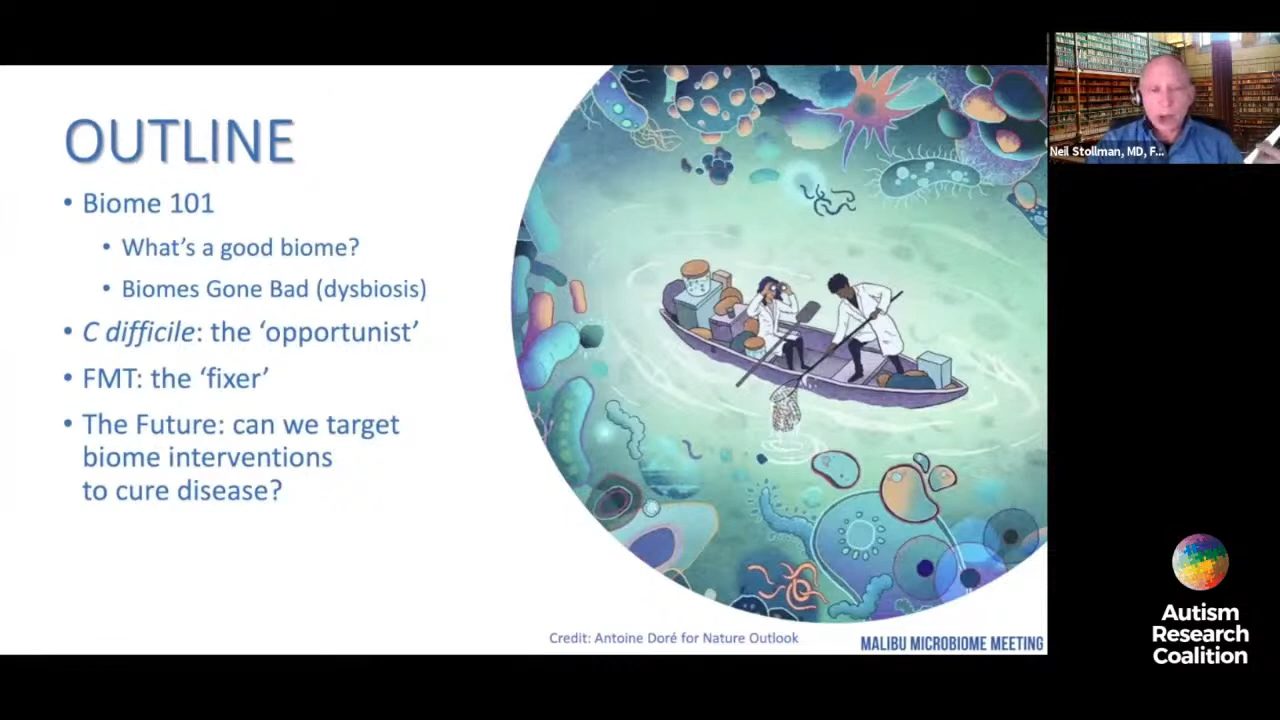 OUTLINE
• Biome 101
• What's a good biome?
• Biomes Gone Bad (dysbiosis)
• C difficile: the ‘opportunist’
• FMT: the ‘fixer’
• The Future: can we target
biome interventions
to cure disease?
Credit: Antoine Doré for Nature Outlook
MALIBU MICROBIOME MEETING
Neil Stollman, MD, F...
Autism
Research
Coalition